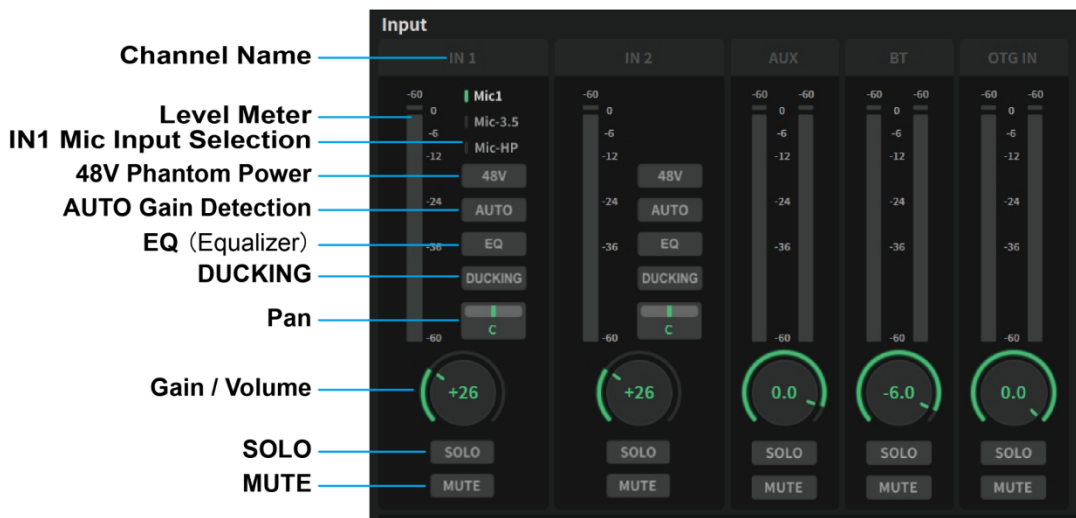 Input
Channel Name
IN 1
IN 2
AUX
BT
OTG IN
Level Meter
IN1 Mic Input Selection
48V Phantom Power
AUTO Gain Detection
EQ（Equalizer）
DUCKING
Pan
Gain / Volume
SOLO
MUTE
-60
0
-6
-12
-24
-36
-60
Mic1
Mic-3.5
Mic-HP
48V
AUTO
EQ
DUCKING
C
+26
SOLO
MUTE
-60
0
-6
-12
-24
-36
-60
48V
AUTO
EQ
DUCKING
C
+26
SOLO
MUTE
-60 -60
0
-6
-12
-24
-36
-60
0.0
SOLO
MUTE
-60 -60
0
-6
-12
-24
-36
-60
-6.0
SOLO
MUTE
-60 -60
0
-6
-12
-24
-36
-60
0.0
SOLO
MUTE